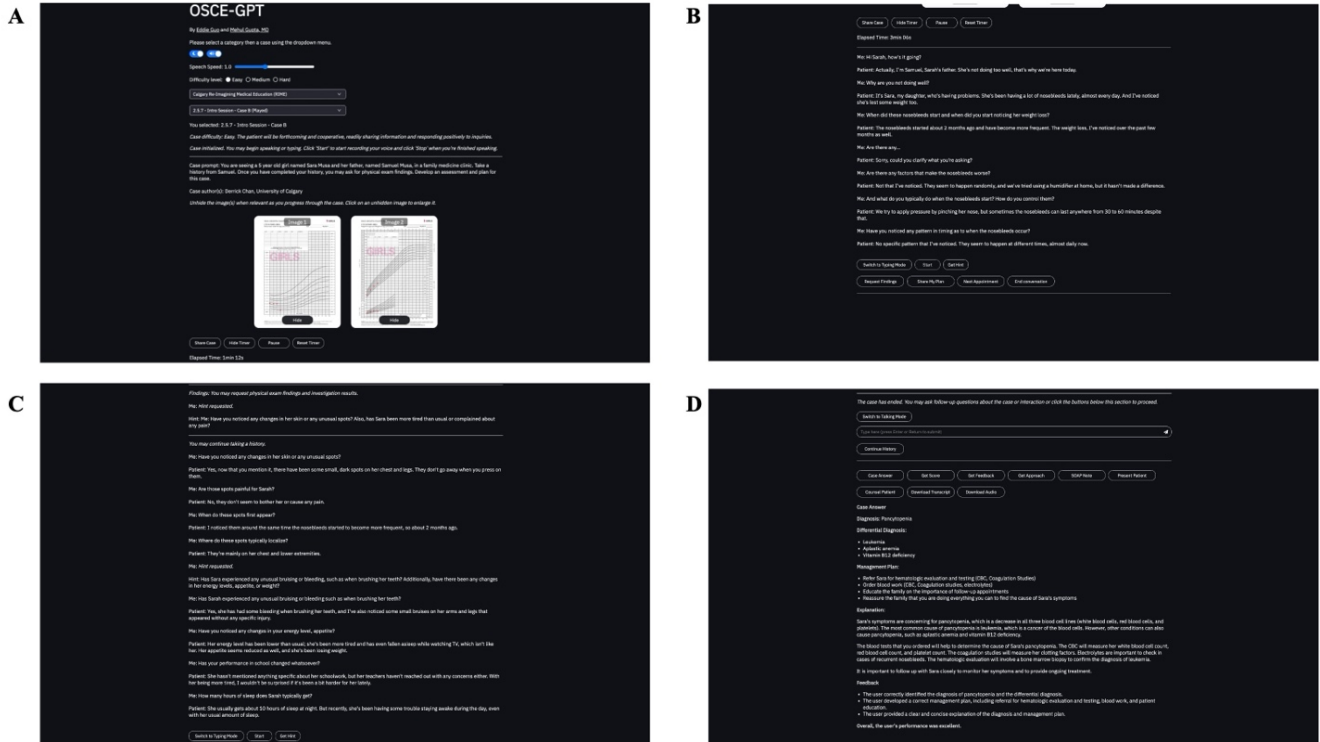 A
OSCE-GPT
By Eddie Guo and Mehul Gupta, MD
Please select a category then a case using the dropdown menu.
Speech Speed: 1.0
Difficulty level: Easy Medium Hard
Calgary Re-Imagining Medical Education (RIME)
2.5.7 - Intro Session - Case B (Played)
You selected: 2.5.7 - Intro Session - Case B
Case difficulty: Easy. The patient will be forthcoming and cooperative, readily sharing information and responding positively to inquiries.
Case initialized. You may begin speaking or typing. Click 'Start' to start recording your voice and click 'Stop' when you're finished speaking.
Case prompt: You are seeing a 5 year old girl named Sara Musa and her father, named Samuel Musa, in a family medicine clinic. Take a
history from Samuel. Once you have completed your history, you may ask for physical exam findings. Develop an assessment and plan for
this case.
Case author(s): Derrick Chan, University of Calgary
Unhide the image(s) when relevant as you progress through the case. Click on an unhidden image to enlarge it.
Image 1 Image 2
GIRLS GIRLS
Hide Hide
Share Case Hide Timer Pause Reset Timer
Elapsed Time: 1min 12s
B
Share Case Hide Timer Pause Reset Timer
Elapsed Time: 3min 0s
Me: Hi Sarah, how's it going?
Patient: Actually, I'm Samuel, Sarah's father. She's not doing too well, that's why we're here today.
Me: Why are you not doing well?
Patient: It's Sara, my daughter, who's having problems. She's been having a lot of nosebleeds lately, almost every day. And I've noticed
she's lost some weight too.
Me: When did these nosebleeds start and when did you start noticing her weight loss?
Patient: The nosebleeds started about 2 months ago and have become more frequent. The weight loss, I've noticed over the past few
months as well.
Me: Are there any...
Patient: Sorry, could you clarify what you're asking?
Me: Are there any factors that make the nosebleeds worse?
Patient: Not that I've noticed. They seem to happen randomly, and we've tried using a humidifier at home, but it hasn't made a difference.
Me: And what do you typically do when the nosebleeds start? How do you control them?
Patient: We try to apply pressure by pinching her nose, but sometimes the nosebleeds can last anywhere from 30 to 60 minutes despite
that.
Me: Have you noticed any pattern in timing as to when the nosebleeds occur?
Patient: No specific pattern that I've noticed. They seem to happen at different times, almost daily now.
Switch to Typing Mode Start Get Hint
Request Findings Share My Plan Next Appointment End conversation
C
Findings: You may request physical exam findings and investigation results.
Me: Hint requested.
Hint: Me: Have you noticed any changes in her skin or any unusual spots? Also, has Sara been more tired than usual or complained about
any pain?
You may continue taking a history.
Me: Have you noticed any changes in her skin or any unusual spots?
Patient: Yes, now that you mention it, there have been some small, dark spots on her chest and legs. They don't go away when you press on
them.
Me: Are those spots painful for Sarah?
Patient: No, they don't seem to bother her or cause any pain.
Me: When do these spots first appear?
Patient: I noticed them around the same time the nosebleeds started to become more frequent, so about 2 months ago.
Me: Where do these spots typically localize?
Patient: They're mainly on her chest and lower extremities.
Me: Hint requested.
Hint: Has Sara experienced any unusual bruising or bleeding, such as when brushing her teeth? Additionally, have there been any changes
in her energy levels, appetite, or weight?
Me: Has Sarah experienced any unusual bruising or bleeding such as when brushing her teeth?
Patient: Yes, she has had some bleeding when brushing her teeth, and I've also noticed some small bruises on her arms and legs that
appeared without any specific injury.
Me: Have you noticed any changes in your energy level, appetite?
Patient: Her energy level has been lower than usual, she's been more tired and has even fallen asleep while watching TV, which isn't like
her. Her appetite seems reduced as well, and she's been losing weight.
Me: Has your performance in school changed whatsoever?
Patient: She hasn't mentioned anything specific about her schoolwork, but her teachers haven't reached out with any concerns either. With
her being more tired, I wouldn't be surprised if it's been a bit harder for her lately.
Me: How many hours of sleep does Sarah typically get?
Patient: She usually gets about 10 hours of sleep at night. But recently, she's been having some trouble staying awake during the day, even
with her usual amount of sleep.
Switch to Typing Mode Start Get Hint
D
The case has ended. You may ask follow-up questions about the case or interaction or click the buttons below this section to proceed.
Switch to Talking Mode
Type here (press Enter or Return to submit)
Continue History
Case Answer Get Score Get Feedback Get Approach SOAP Note Present Patient
Counsel Patient Download Transcript Download Audio
Case Answer
Diagnosis: Pancytopenia
Differential Diagnosis:
• Leukemia
• Aplastic anemia
• Vitamin B12 deficiency
Management Plan:
• Refer Sara for hematologic evaluation and testing (CBC, Coagulation Studies)
• Order blood work (CBC, Coagulation studies, electrolytes)
• Educate the family on the importance of follow-up appointments
• Reassure the family that you are doing everything you can to find the cause of Sara's symptoms
Explanation:
Sara's symptoms are concerning for pancytopenia, which is a decrease in all three blood cell lines (white blood cells, red blood cells, and
platelets). The most common cause of pancytopenia is leukemia, which is a cancer of the blood cells. However, other conditions can also
cause pancytopenia, such as aplastic anemia and vitamin B12 deficiency.
The blood tests that you ordered will help to determine the cause of Sara's pancytopenia. The CBC will measure her white blood cell count,
red blood cell count, and platelet count. The coagulation studies will measure her clotting factors. Electrolytes are important to check in
cases of recurrent nosebleeds. The hematologic evaluation will involve a bone marrow biopsy to confirm the diagnosis of leukemia.
It is important to follow up with Sara closely to monitor her symptoms and to provide ongoing treatment.
Feedback
• The user correctly identified the diagnosis of pancytopenia and the differential diagnosis.
• The user developed a correct management plan, including referral for hematologic evaluation and testing, blood work, and patient
education.
• The user provided a clear and concise explanation of the diagnosis and management plan.
Overall, the user's performance was excellent.